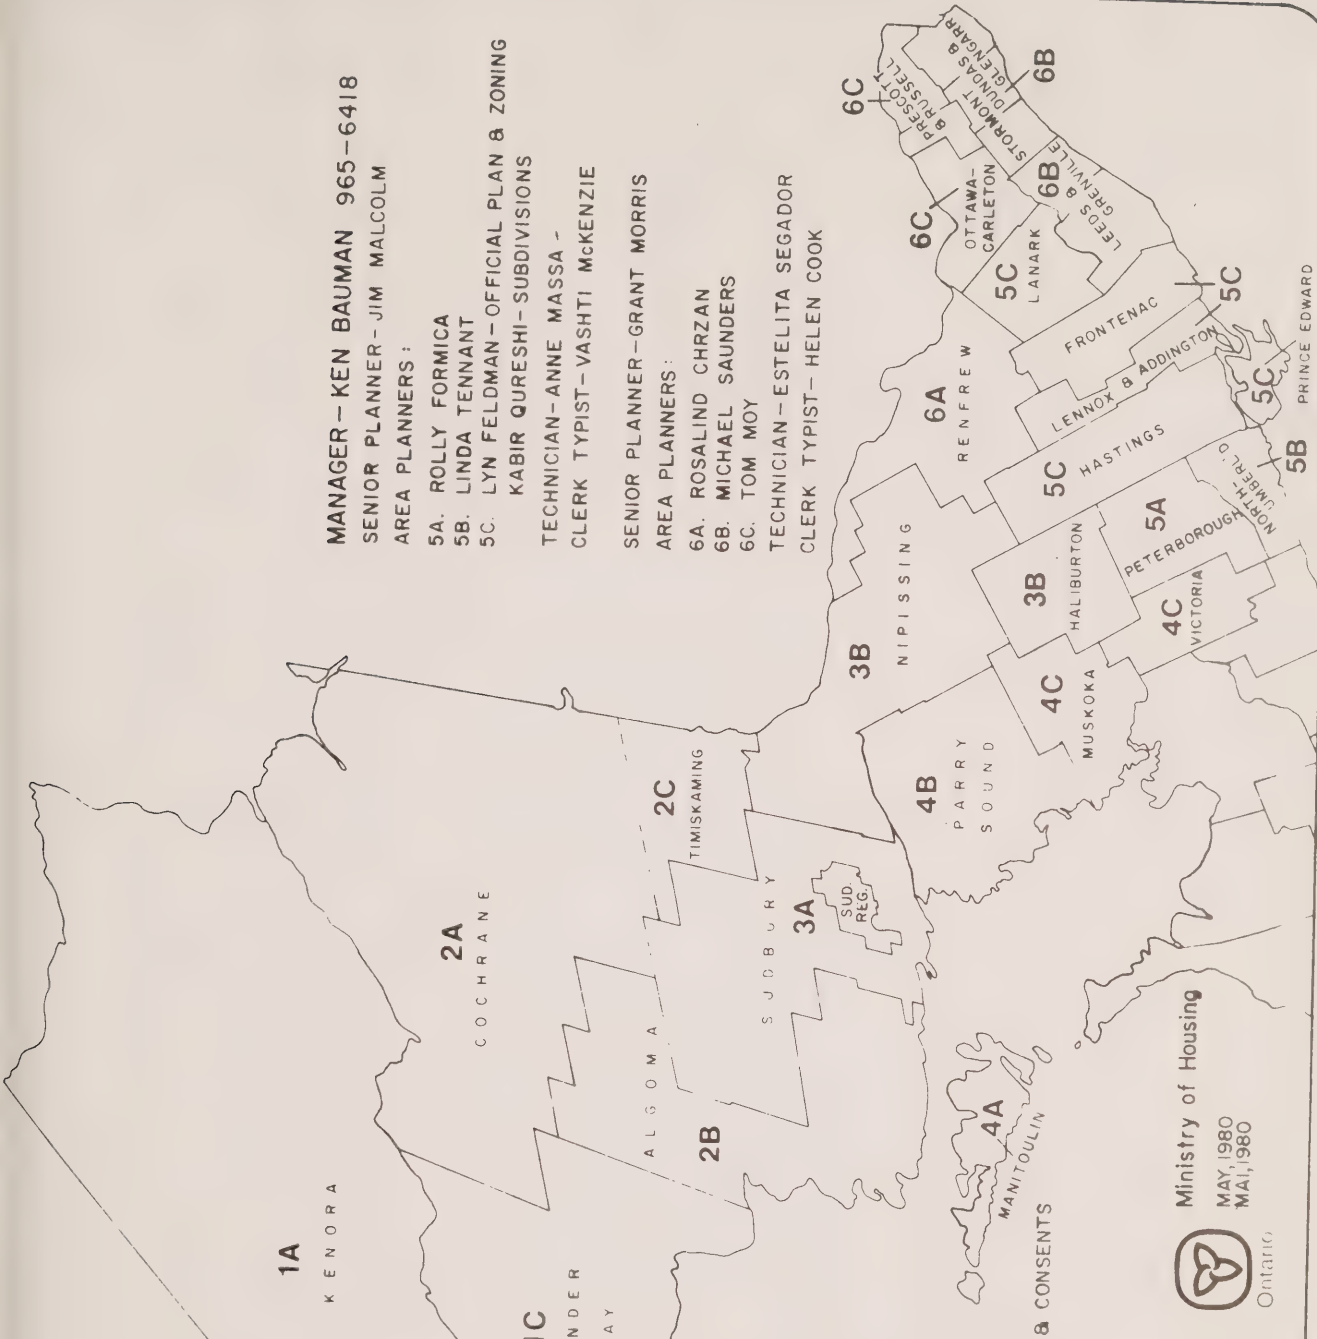 MANAGER - KEN BAUMAN 965-6418
SENIOR PLANNER - JIM MALCOLM
AREA PLANNERS:
5A. ROLLY FORMICA
5B. LINDA TENNANT
5C. LYN FELDMAN - OFFICIAL PLAN & ZONING
KABIR QURESHI - SUBDIVISIONS
TECHNICIAN - ANNE MASSA -
CLERK TYPIST - VASHTI McKENZIE
SENIOR PLANNER - GRANT MORRIS
AREA PLANNERS:
6A. ROSALIND CHRZAN
6B. MICHAEL SAUNDERS
6C. TOM MOY
TECHNICIAN - ESTELITA SEGADOR
CLERK TYPIST - HELEN COOK
1A
KENORA
1C
NDER
AY
2A
COCHRANE
ALGOMA
2B
2C
TIMISKAMING
SUDBURY
3A
SUD.
REG.
3B
NIPISSING
4B
PARRY
SOUND
4C
MUSKOKA
3B
HALIBURTON
4C
VICTORIA
5A
PETERBOROUGH
NORTH-
UMBERL'D
5B
5C
HASTINGS
LENNOX
& ADDINGTON
FRONTENAC
5C
5C
PRINCE EDWARD
6A
RENFREW
5C
LANARK
6C
OTTAWA-
CARLETON
6B
LEEDS &
GRENVILLE
6C
PRESCOTT
& RUSSELL
STORMONT
DUNDAS &
GLENGARR
6B
4A
MANITOULIN
& CONSENTS
Ministry of Housing
MAY, 1980
MAI, 1980
Ontario